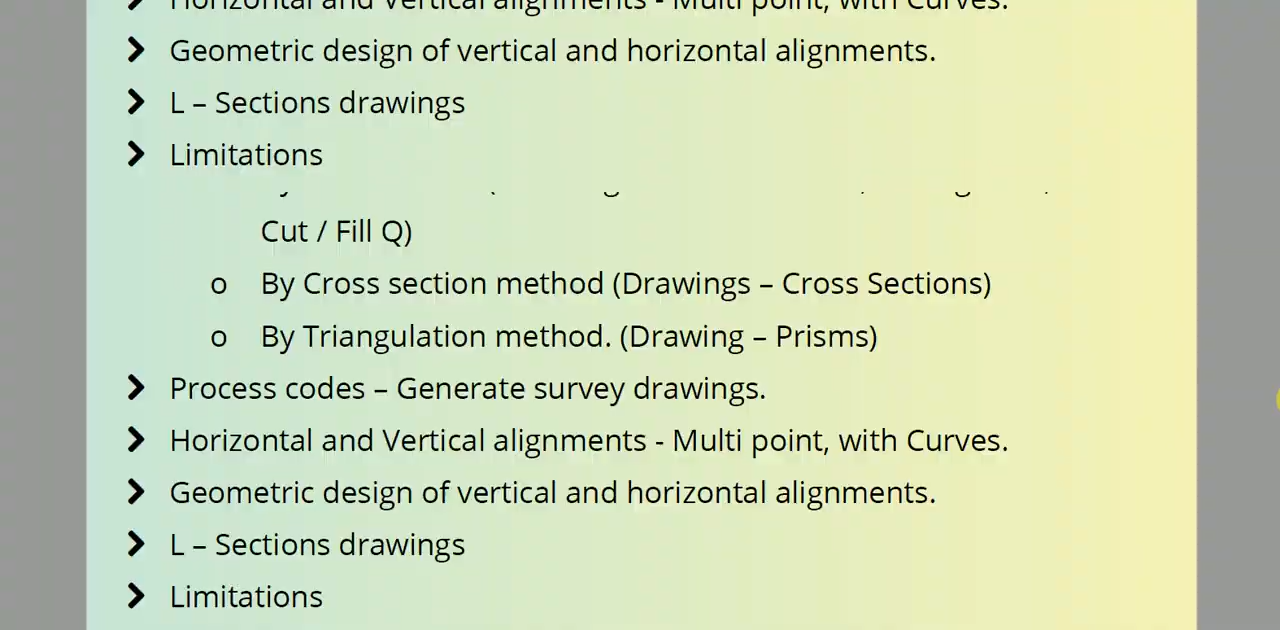 Horizontal and Vertical alignments - Multi point, with Curves.
Geometric design of vertical and horizontal alignments.
L – Sections drawings
Limitations
Cut / Fill Q)
o By Cross section method (Drawings – Cross Sections)
o By Triangulation method. (Drawing – Prisms)
Process codes – Generate survey drawings.
Horizontal and Vertical alignments - Multi point, with Curves.
Geometric design of vertical and horizontal alignments.
L – Sections drawings
Limitations